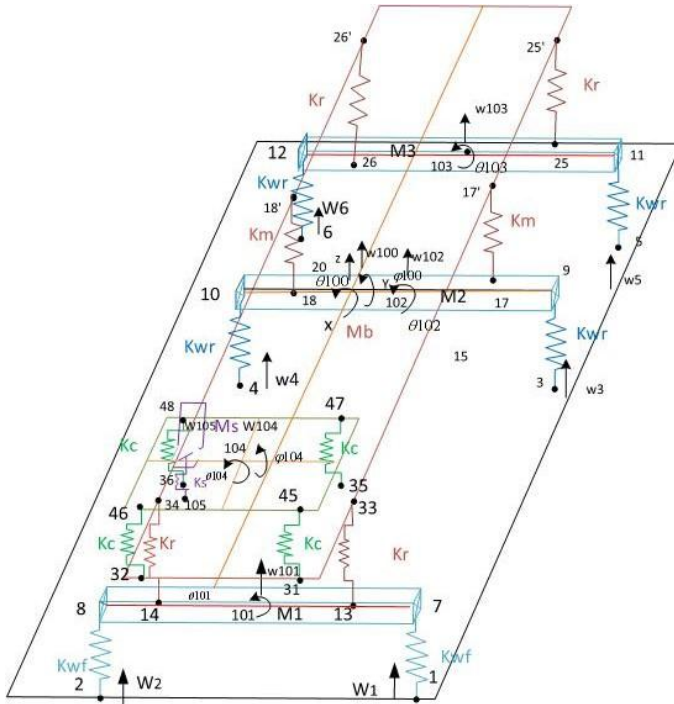 26' 25'
Kr Kr
w103
12 M3 11
26 103 θ103 25
Kwr 17' Kwr
18' W6
Km 6 Km 5
w100 w102
z
20 θ100 Y φ100 9
w5
10 18 102 M2 17
X Mb θ102
15
Kwr Kwr
4 w4 3 w3
48 47
W105 Ms W104
Kc 104 φ104 Kc
36 Ks θ104 35
34 105
46 45 33
Kc Kr Kc Kr
32 w101
31
8 θ101 7
14 101 M1 13
Kwf Kwf
2 W2 W1 1